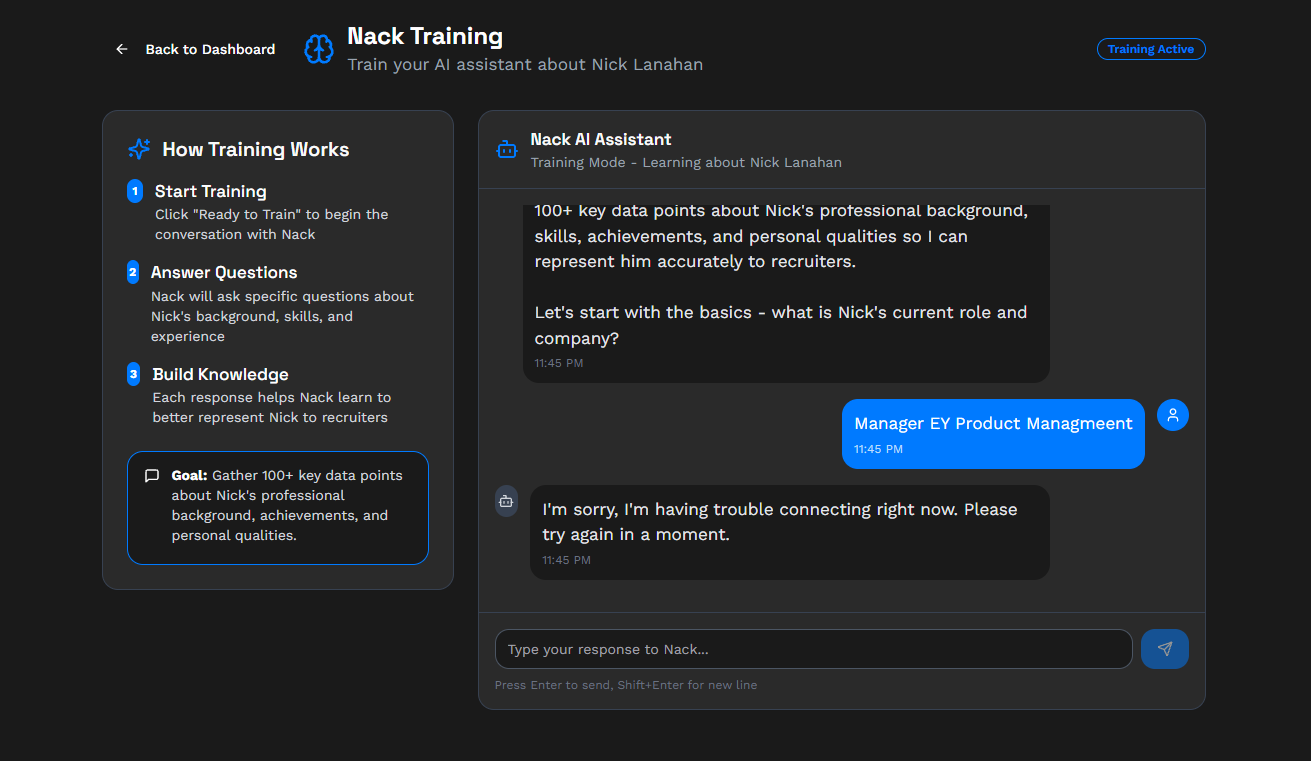 Back to Dashboard
Nack Training
Train your AI assistant about Nick Lanahan
Training Active
How Training Works
1
Start Training
Click "Ready to Train" to begin the
conversation with Nack
2
Answer Questions
Nack will ask specific questions about
Nick's background, skills, and
experience
3
Build Knowledge
Each response helps Nack learn to
better represent Nick to recruiters
Goal: Gather 100+ key data points
about Nick's professional
background, achievements, and
personal qualities.
Nack AI Assistant
Training Mode - Learning about Nick Lanahan
100+ key data points about Nick's professional background,
skills, achievements, and personal qualities so I can
represent him accurately to recruiters.
Let's start with the basics - what is Nick's current role and
company?
11:45 PM
Manager EY Product Managmeent
11:45 PM
I'm sorry, I'm having trouble connecting right now. Please
try again in a moment.
11:45 PM
Type your response to Nack...
Press Enter to send, Shift+Enter for new line